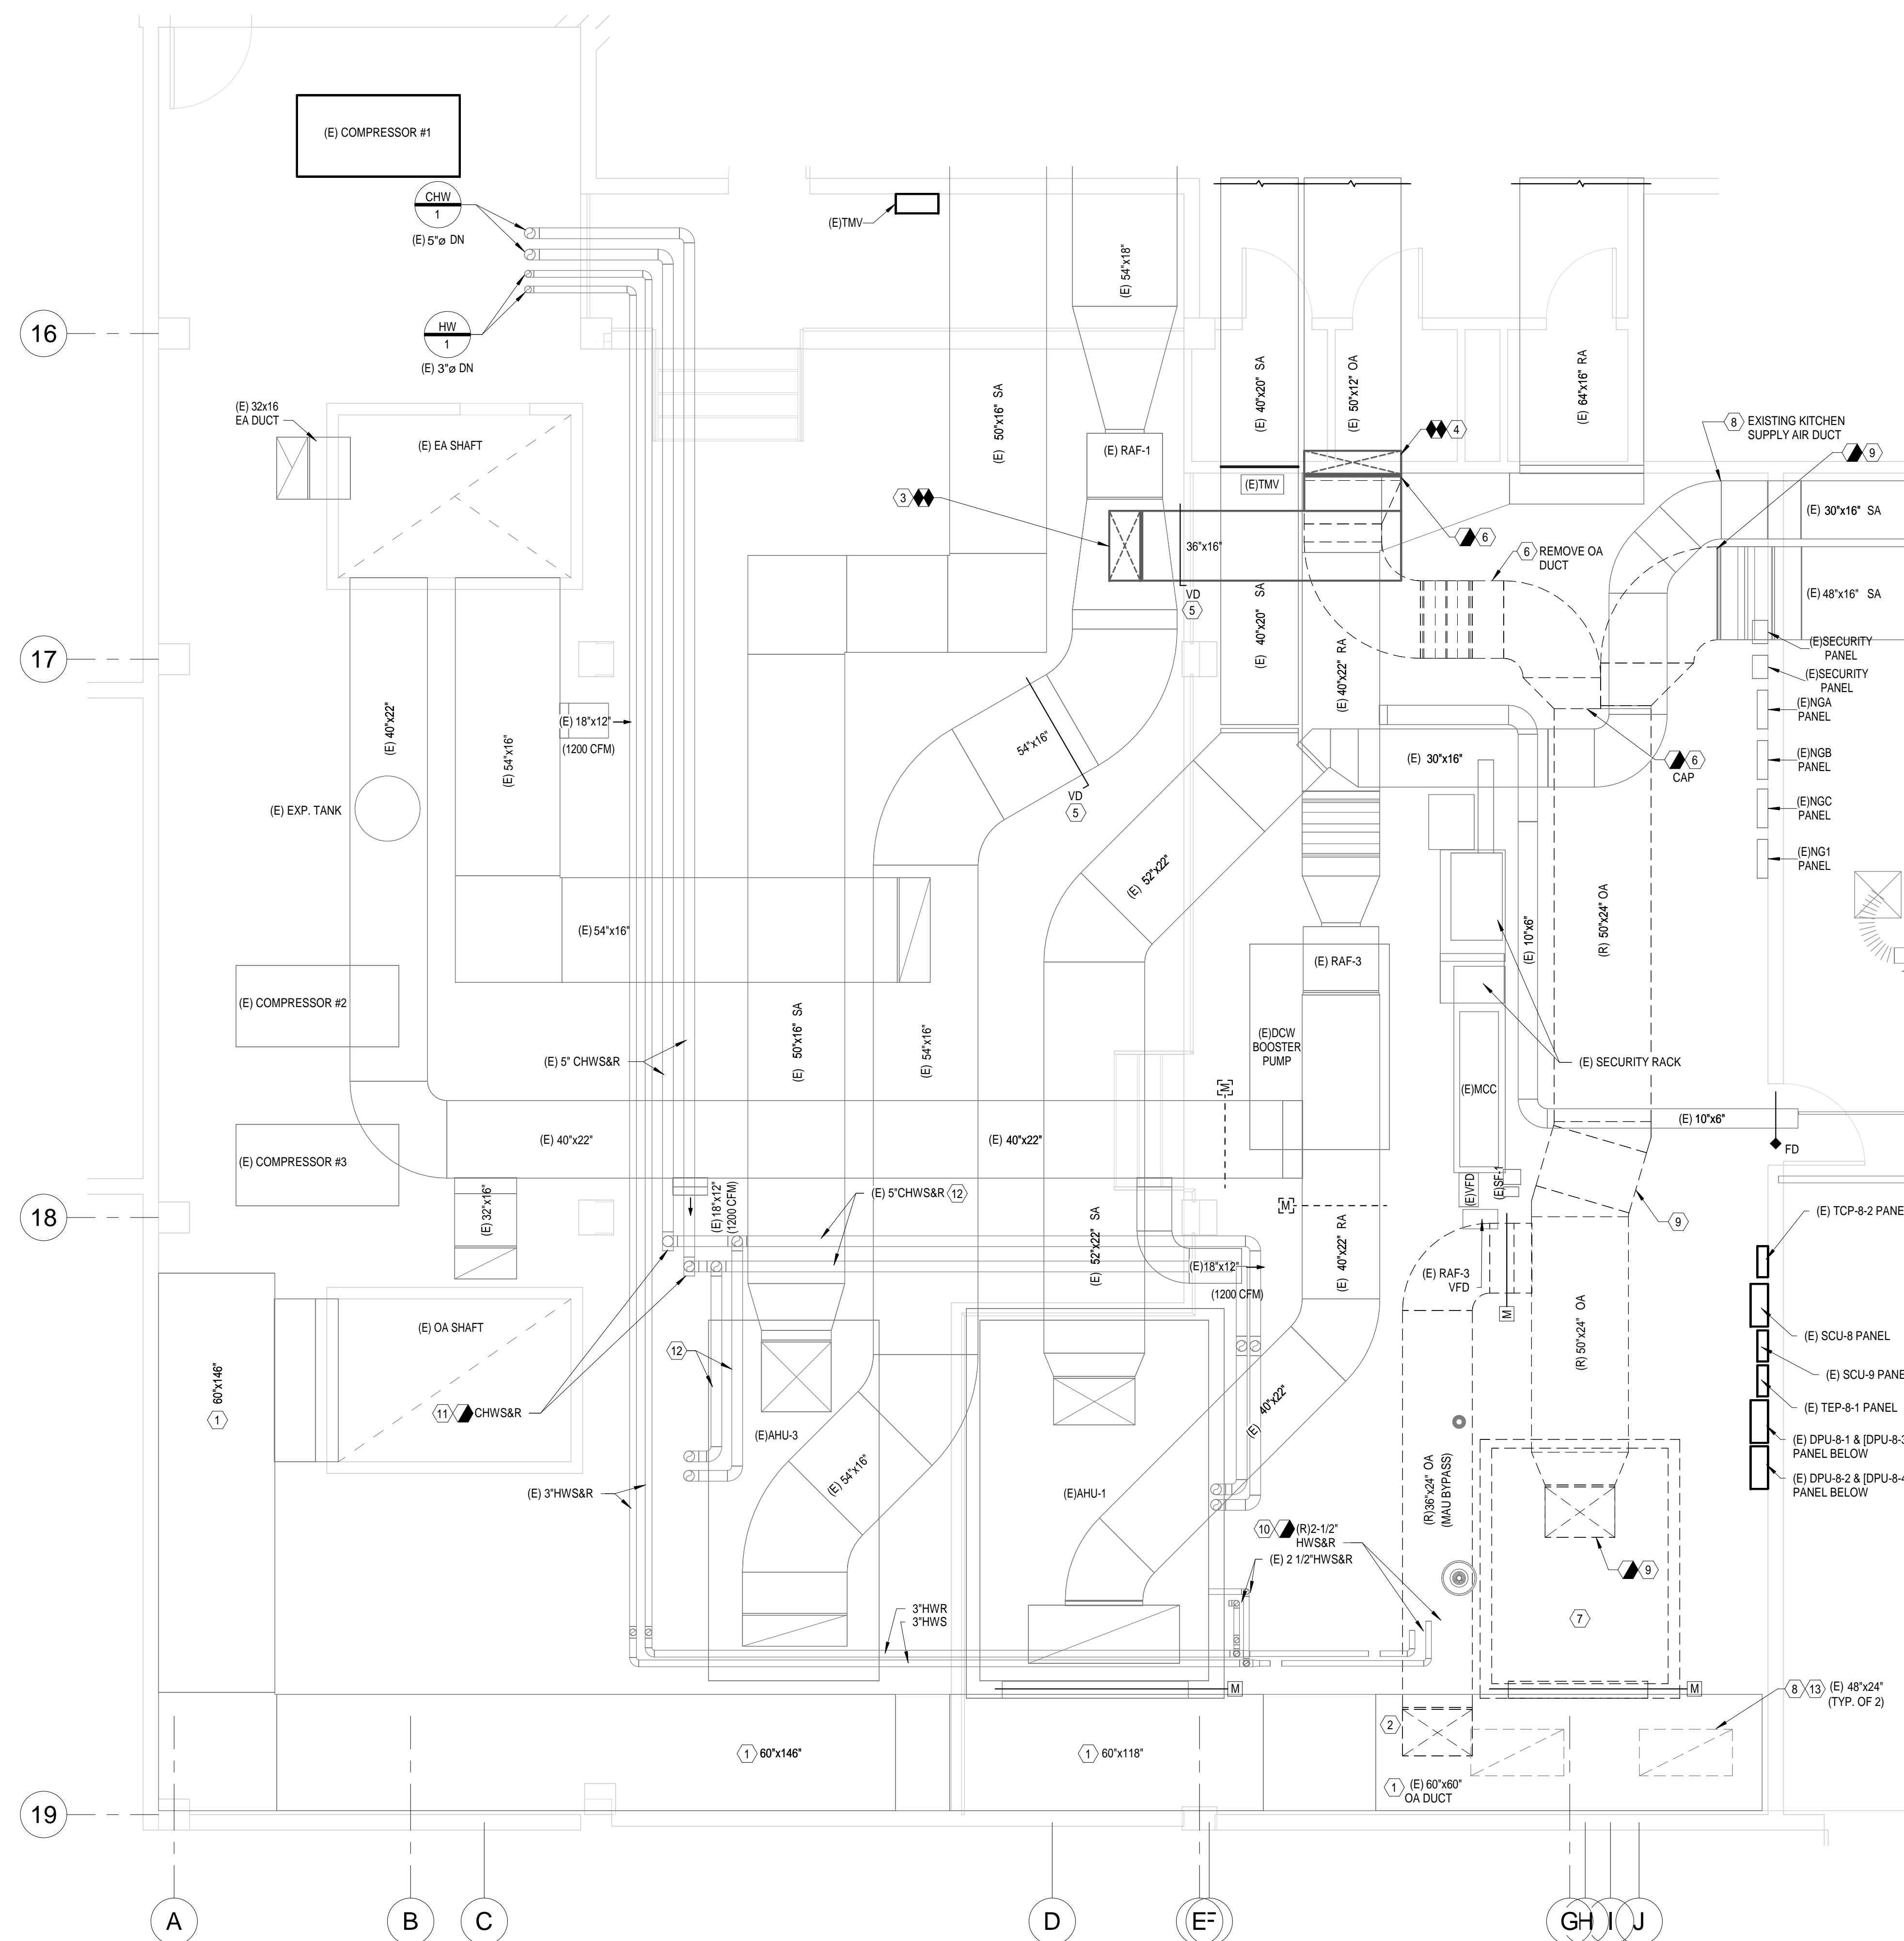 (E) COMPRESSOR #1
CHW
1
(E) 5"ø DN
HW
1
(E) 3"ø DN
(E)TMV
(E) 54"x18"
16
(E) 32x16
EA DUCT
(E) EA SHAFT
(E) 50"x16" SA
(E) RAF-1
(E) 40"x20" SA
(E) 50"x12" OA
(E) 64"x16" RA
4
8 EXISTING KITCHEN
SUPPLY AIR DUCT
9
3
(E)TMV
36"x16"
6
6 REMOVE OA
DUCT
(E) 30"x16" SA
(E) 48"x16" SA
VD
5
17
(E) 40"x20" SA
(E) 40"x22" RA
(E)SECURITY
PANEL
(E)SECURITY
PANEL
(E)NGA
PANEL
(E)NGB
PANEL
(E)NGC
PANEL
(E)NG1
PANEL
(E) 40"x22"
(E) 54"x16"
(E) 18"x12"
(1200 CFM)
54"x16"
VD
5
(E) 30"x16"
6
CAP
(E) EXP. TANK
(E) 52"x22"
(E) 54"x16"
(E) 10"x6"
(R) 50"x24" OA
(E) RAF-3
(E) COMPRESSOR #2
(E) 50"x16" SA
(E) 54"x16"
(E)DCW
BOOSTER
PUMP
(E) 5" CHWS&R
(E) SECURITY RACK
M
(E)MCC
(E) 10"x6"
FD
(E) 40"x22"
(E) 40"x22"
(E) COMPRESSOR #3
18
(E) 32"x16"
(E) 18"x12"
(1200 CFM)
(E) 5"CHWS&R 12
(E) 52"x22" SA
M
(E) 40"x22" RA
(E)VFD
(E)SF-1
9
(E) TCP-8-2 PANE
(E)18"x12"
(1200 CFM)
(E) RAF-3
VFD
M
(R) 50"x24" OA
(E) OA SHAFT
(E) SCU-8 PANEL
(E) SCU-9 PANE
(E) TEP-8-1 PANEL
(E) DPU-8-1 & [DPU-8-3
PANEL BELOW
(E) DPU-8-2 & [DPU-8-4
PANEL BELOW
60"x146"
1
12
11 CHWS&R
(E)AHU-3
(E) 54"x16"
(E) 40"x22"
(E) 3"HWS&R
(E)AHU-1
(R)36"x24" OA
(MAU BYPASS)
10 (R)2-1/2"
HWS&R
(E) 2 1/2"HWS&R
9
7
3"HWR
3"HWS
M
M
8 13 (E) 48"x24"
(TYP. OF 2)
2
1 60"x146"
1 60"x118"
1 (E) 60"x60"
OA DUCT
19
A
B
C
D
E
F
G
H
I
J